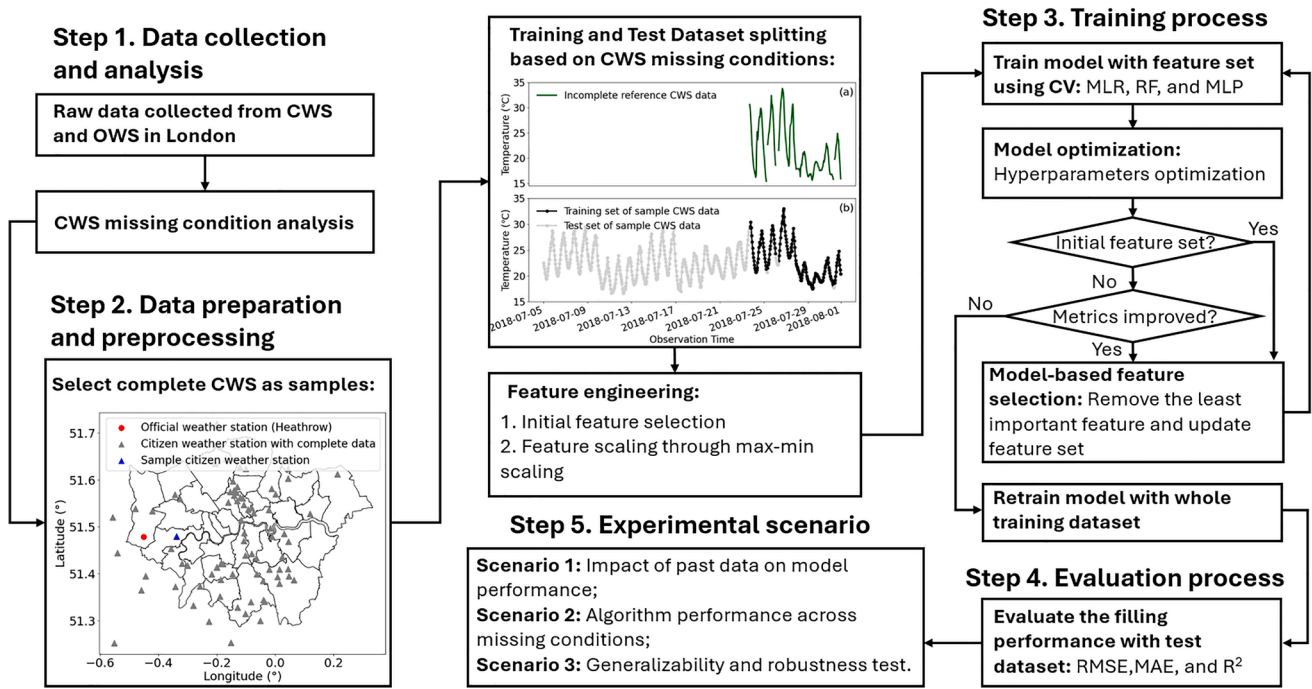 Step 1. Data collection
and analysis
Raw data collected from CWS
and OWS in London
CWS missing condition analysis
Step 2. Data preparation
and preprocessing
Select complete CWS as samples:
Official weather station (Heathrow)
Citizen weather station with complete data
Sample citizen weather station
51.7
51.6
51.5
51.4
51.3
Latitude (°)
−0.6 −0.4 −0.2 0.0 0.2
Longitude (°)
Training and Test Dataset splitting
based on CWS missing conditions:
35
30
25
20
15
Temperature (℃)
Incomplete reference CWS data
(a)
35
30
25
20
15
Temperature (℃)
Training set of sample CWS data
Test set of sample CWS data
(b)
2018-07-05 2018-07-09 2018-07-13 2018-07-17 2018-07-21 2018-07-25 2018-07-29 2018-08-01
Observation Time
Feature engineering:
1. Initial feature selection
2. Feature scaling through max-min
scaling
Step 3. Training process
Train model with feature set
using CV: MLR, RF, and MLP
Model optimization:
Hyperparameters optimization
Initial feature set?
Yes
No
Metrics improved?
No
Yes
Model-based feature
selection: Remove the least
important feature and update
feature set
Retrain model with whole
training dataset
Step 4. Evaluation process
Evaluate the filling
performance with test
dataset: RMSE,MAE, and R²
Step 5. Experimental scenario
Scenario 1: Impact of past data on model
performance;
Scenario 2: Algorithm performance across
missing conditions;
Scenario 3: Generalizability and robustness test.